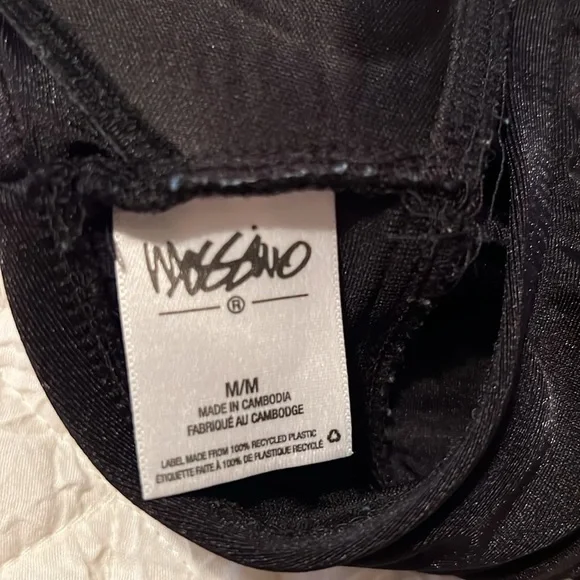 Mossimo
®
M/M
MADE IN CAMBODIA
FABRIQUÉ AU CAMBODGE
LABEL MADE FROM 100% RECYCLED PLASTIC
ÉTIQUETTE FAITE À 100% DE PLASTIQUE RECYCLÉ